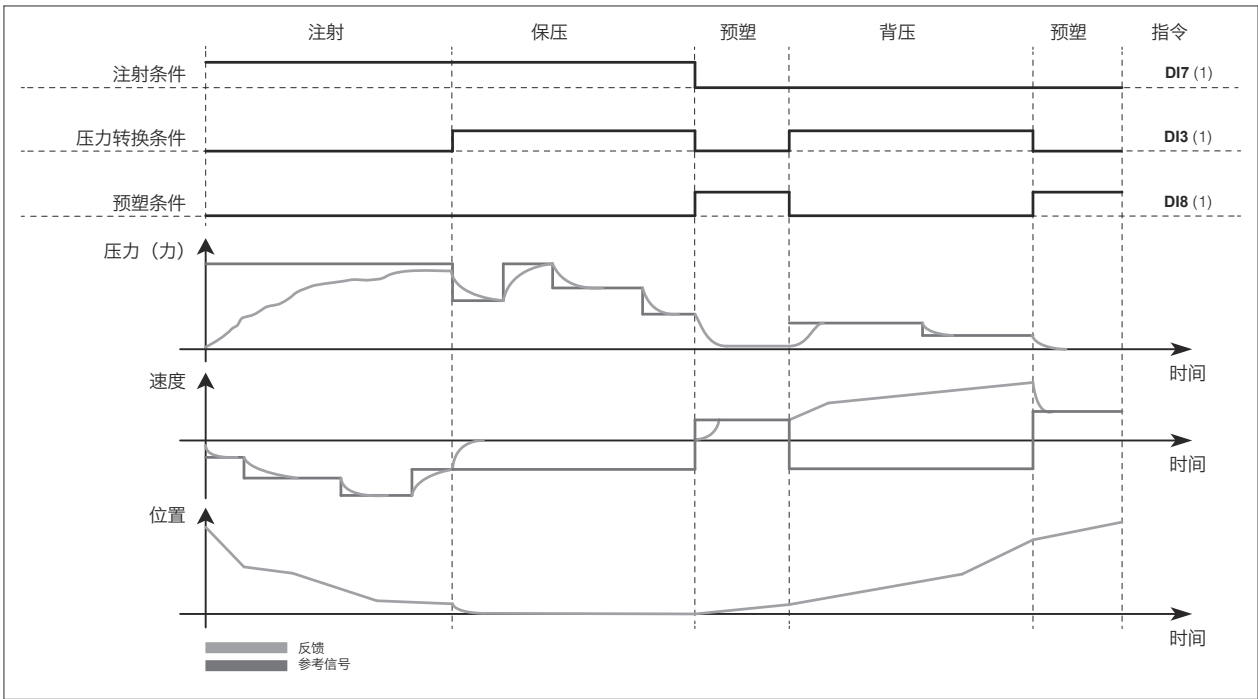 注射 保压 预塑 背压 预塑 指令
注射条件 DI7 (1)
压力转换条件 DI3 (1)
预塑条件 DI8 (1)
压力（力）
时间
速度
时间
位置
时间
反馈
参考信号